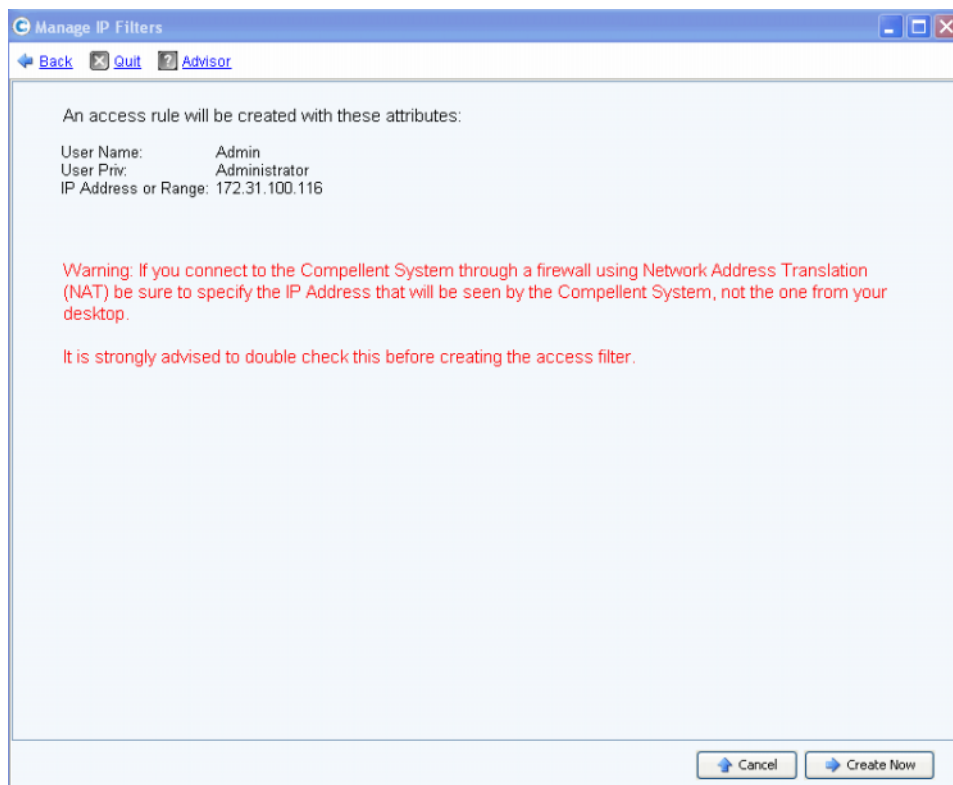 Manage IP Filters
Back Quit Advisor
An access rule will be created with these attributes:
User Name: Admin
User Priv: Administrator
IP Address or Range: 172.31.100.116
Warning: If you connect to the Compellent System through a firewall using Network Address Translation
(NAT) be sure to specify the IP Address that will be seen by the Compellent System, not the one from your
desktop.
It is strongly advised to double check this before creating the access filter.
Cancel Create Now